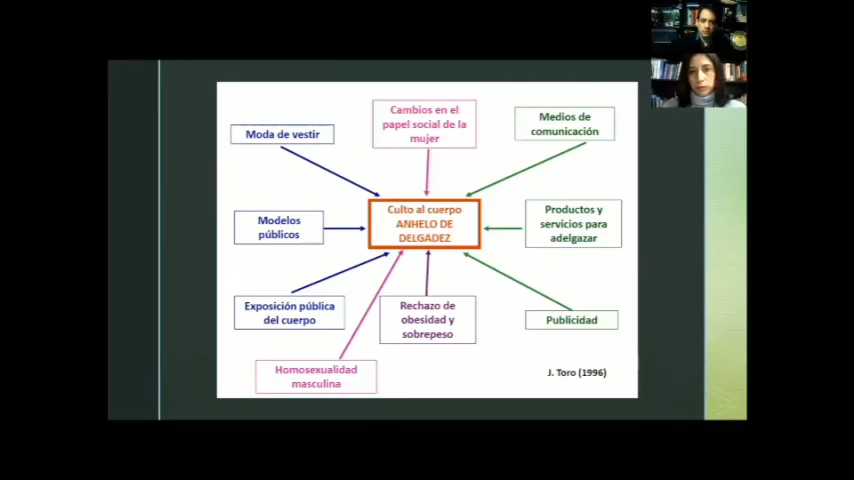 Cambios en el
papel social de la
mujer
Medios de
comunicación
Moda de vestir
Culto al cuerpo
ANHELO DE
DELGADEZ
Productos y
servicios para
adelgazar
Modelos
públicos
Exposición pública
del cuerpo
Rechazo de
obesidad y
sobrepeso
Publicidad
Homosexualidad
masculina
J. Toro (1996)